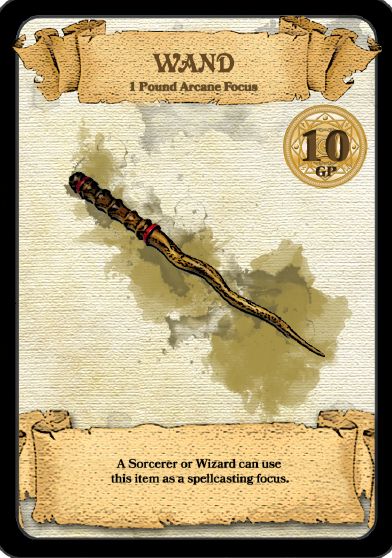 WAND
1 Pound Arcane Focus
10
GP
A Sorcerer or Wizard can use
this item as a spellcasting focus.